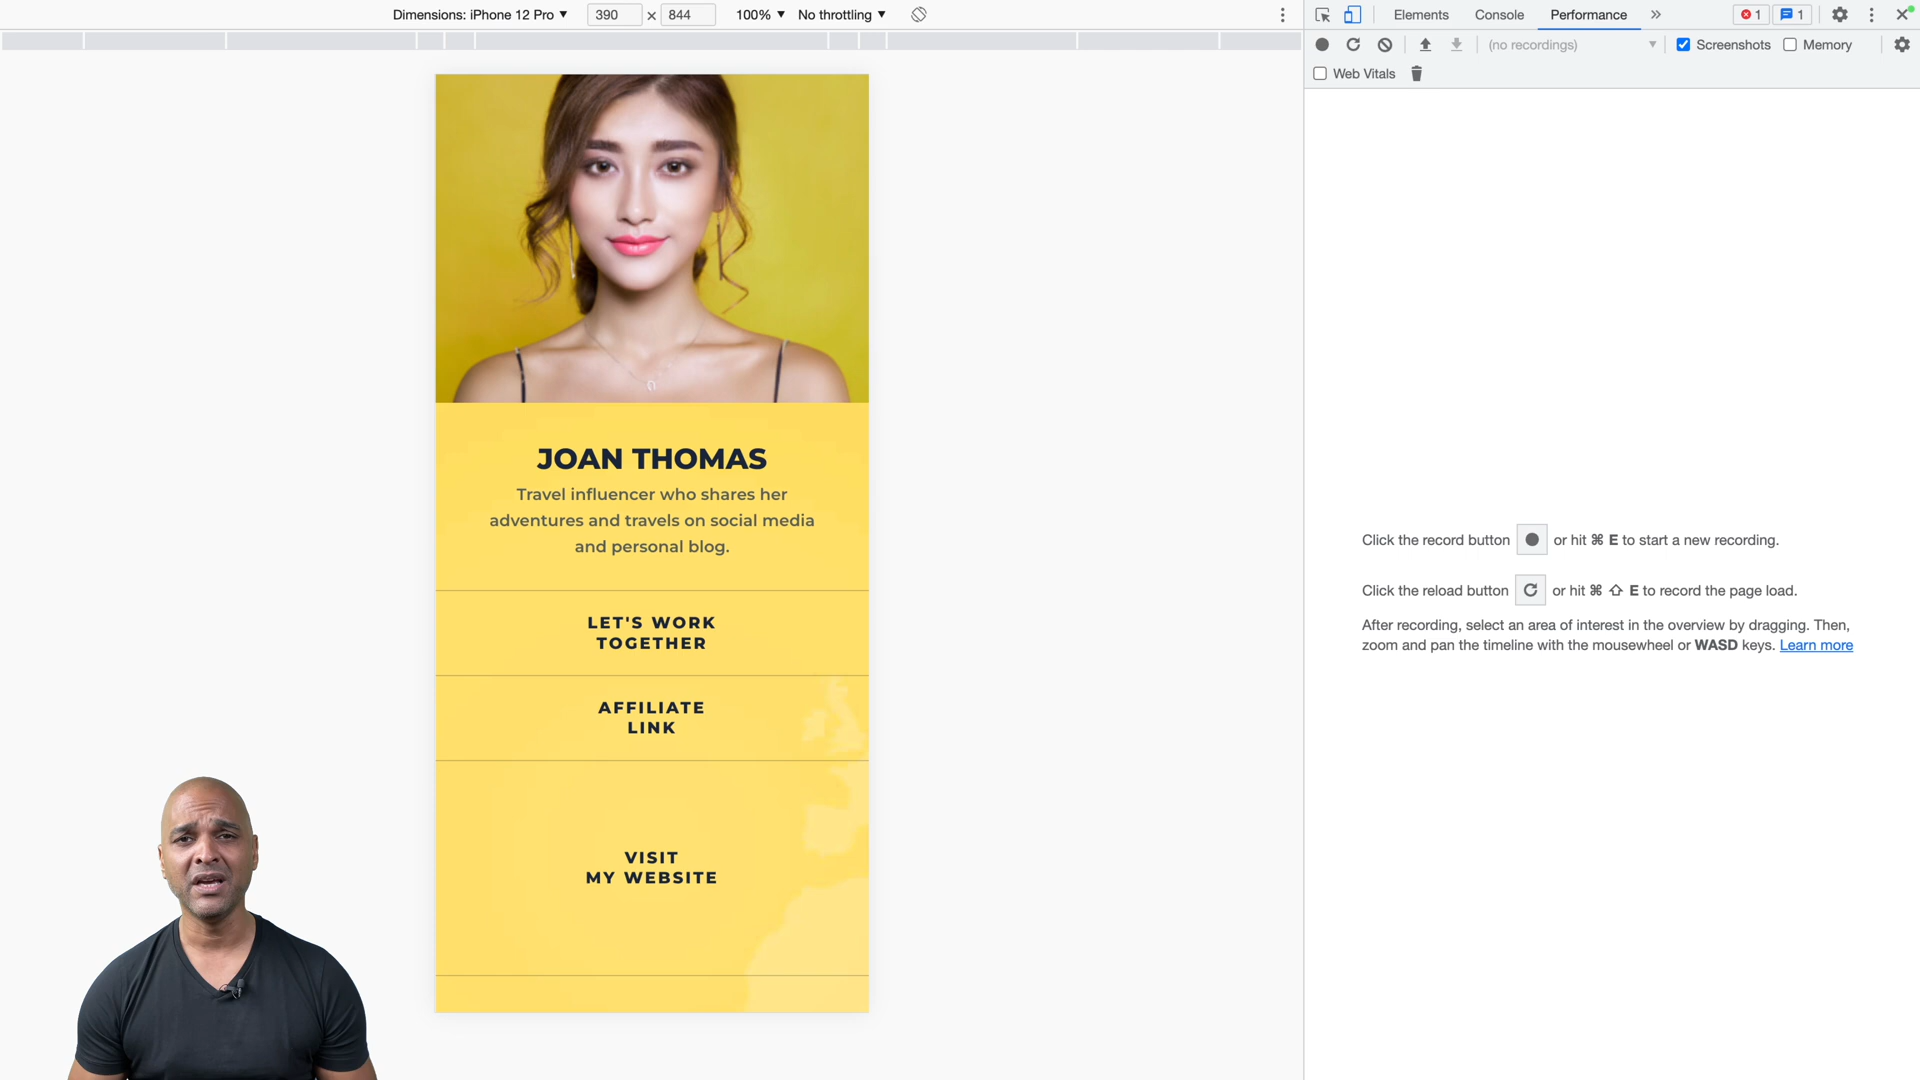 Dimensions: iPhone 12 Pro ▼ 390 x 844 100% ▼ No throttling ▼
Elements Console Performance » 1 1
(no recordings) ▼ Screenshots Memory
Web Vitals
JOAN THOMAS
Travel influencer who shares her
adventures and travels on social media
and personal blog.
LET'S WORK
TOGETHER
AFFILIATE
LINK
VISIT
MY WEBSITE
Click the record button or hit ⌘ E to start a new recording.
Click the reload button or hit ⌘ ⇧ E to record the page load.
After recording, select an area of interest in the overview by dragging. Then,
zoom and pan the timeline with the mousewheel or WASD keys. Learn more